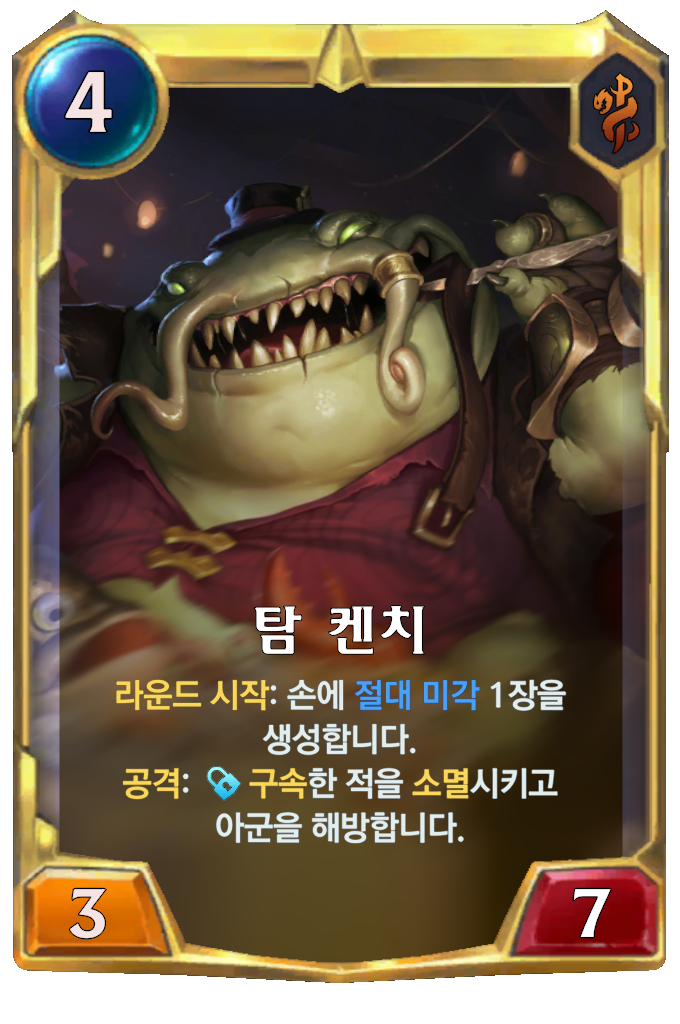 4
탐 켄치
라운드 시작: 손에 절대 미각 1장을
생성합니다.
공격: 구속한 적을 소멸시키고
아군을 해방합니다.
3
7